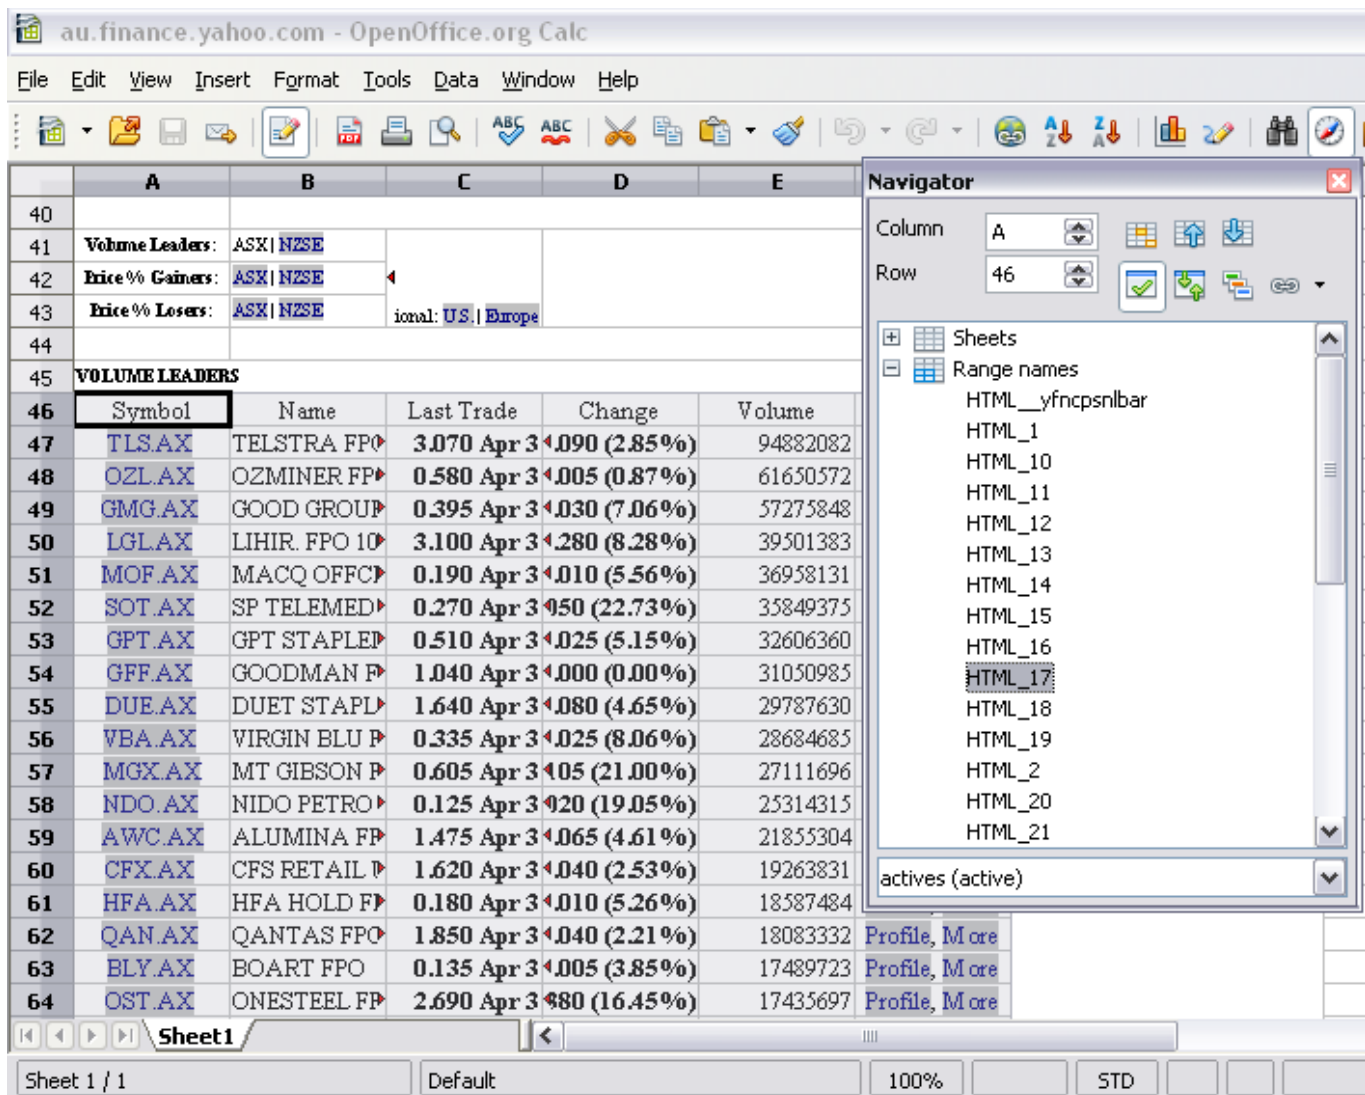 au.finance.yahoo.com - OpenOffice.org Calc
File Edit View Insert Format Tools Data Window Help
A B C D E
Navigator
Column A
Row 46
Sheets
Range names
HTML__yfncpsnlbar
HTML_1
HTML_10
HTML_11
HTML_12
HTML_13
HTML_14
HTML_15
HTML_16
HTML_17
HTML_18
HTML_19
HTML_2
HTML_20
HTML_21
actives (active)
40
41 Volume Leaders: ASX | NZSE
42 Price % Gainers: ASX | NZSE
43 Price % Losers: ASX | NZSE ional: U.S. | Europe
44
45 VOLUME LEADERS
46 Symbol Name Last Trade Change Volume
47 TLS.AX TELSTRA FPO 3.070 Apr 3 .090 (2.85%) 94882082
48 OZL.AX OZMINER FP 0.580 Apr 3 .005 (0.87%) 61650572
49 GMG.AX GOOD GROUP 0.395 Apr 3 .030 (7.06%) 57275848
50 LGL.AX LIHIR. FPO 10 3.100 Apr 3 .280 (8.28%) 39501383
51 MOF.AX MACQ OFFC 0.190 Apr 3 .010 (5.56%) 36958131
52 SOT.AX SP TELEMED 0.270 Apr 3 050 (22.73%) 35849375
53 GPT.AX GPT STAPLE 0.510 Apr 3 .025 (5.15%) 32606360
54 GFF.AX GOODMAN F 1.040 Apr 3 .000 (0.00%) 31050985
55 DUE.AX DUET STAPL 1.640 Apr 3 .080 (4.65%) 29787630
56 VBA.AX VIRGIN BLU F 0.335 Apr 3 .025 (8.06%) 28684685
57 MGX.AX MT GIBSON F 0.605 Apr 3 105 (21.00%) 27111696
58 NDO.AX NIDO PETRO 0.125 Apr 3 020 (19.05%) 25314315
59 AWC.AX ALUMINA FP 1.475 Apr 3 .065 (4.61%) 21855304
60 CFX.AX CFS RETAIL 1.620 Apr 3 .040 (2.53%) 19263831
61 HFA.AX HFA HOLD F 0.180 Apr 3 .010 (5.26%) 18587484
62 QAN.AX QANTAS FPO 1.850 Apr 3 .040 (2.21%) 18083332 Profile, More
63 BLY.AX BOART FPO 0.135 Apr 3 .005 (3.85%) 17489723 Profile, More
64 OST.AX ONESTEEL FP 2.690 Apr 3 380 (16.45%) 17435697 Profile, More
Sheet1
Sheet 1 / 1 Default 100% STD